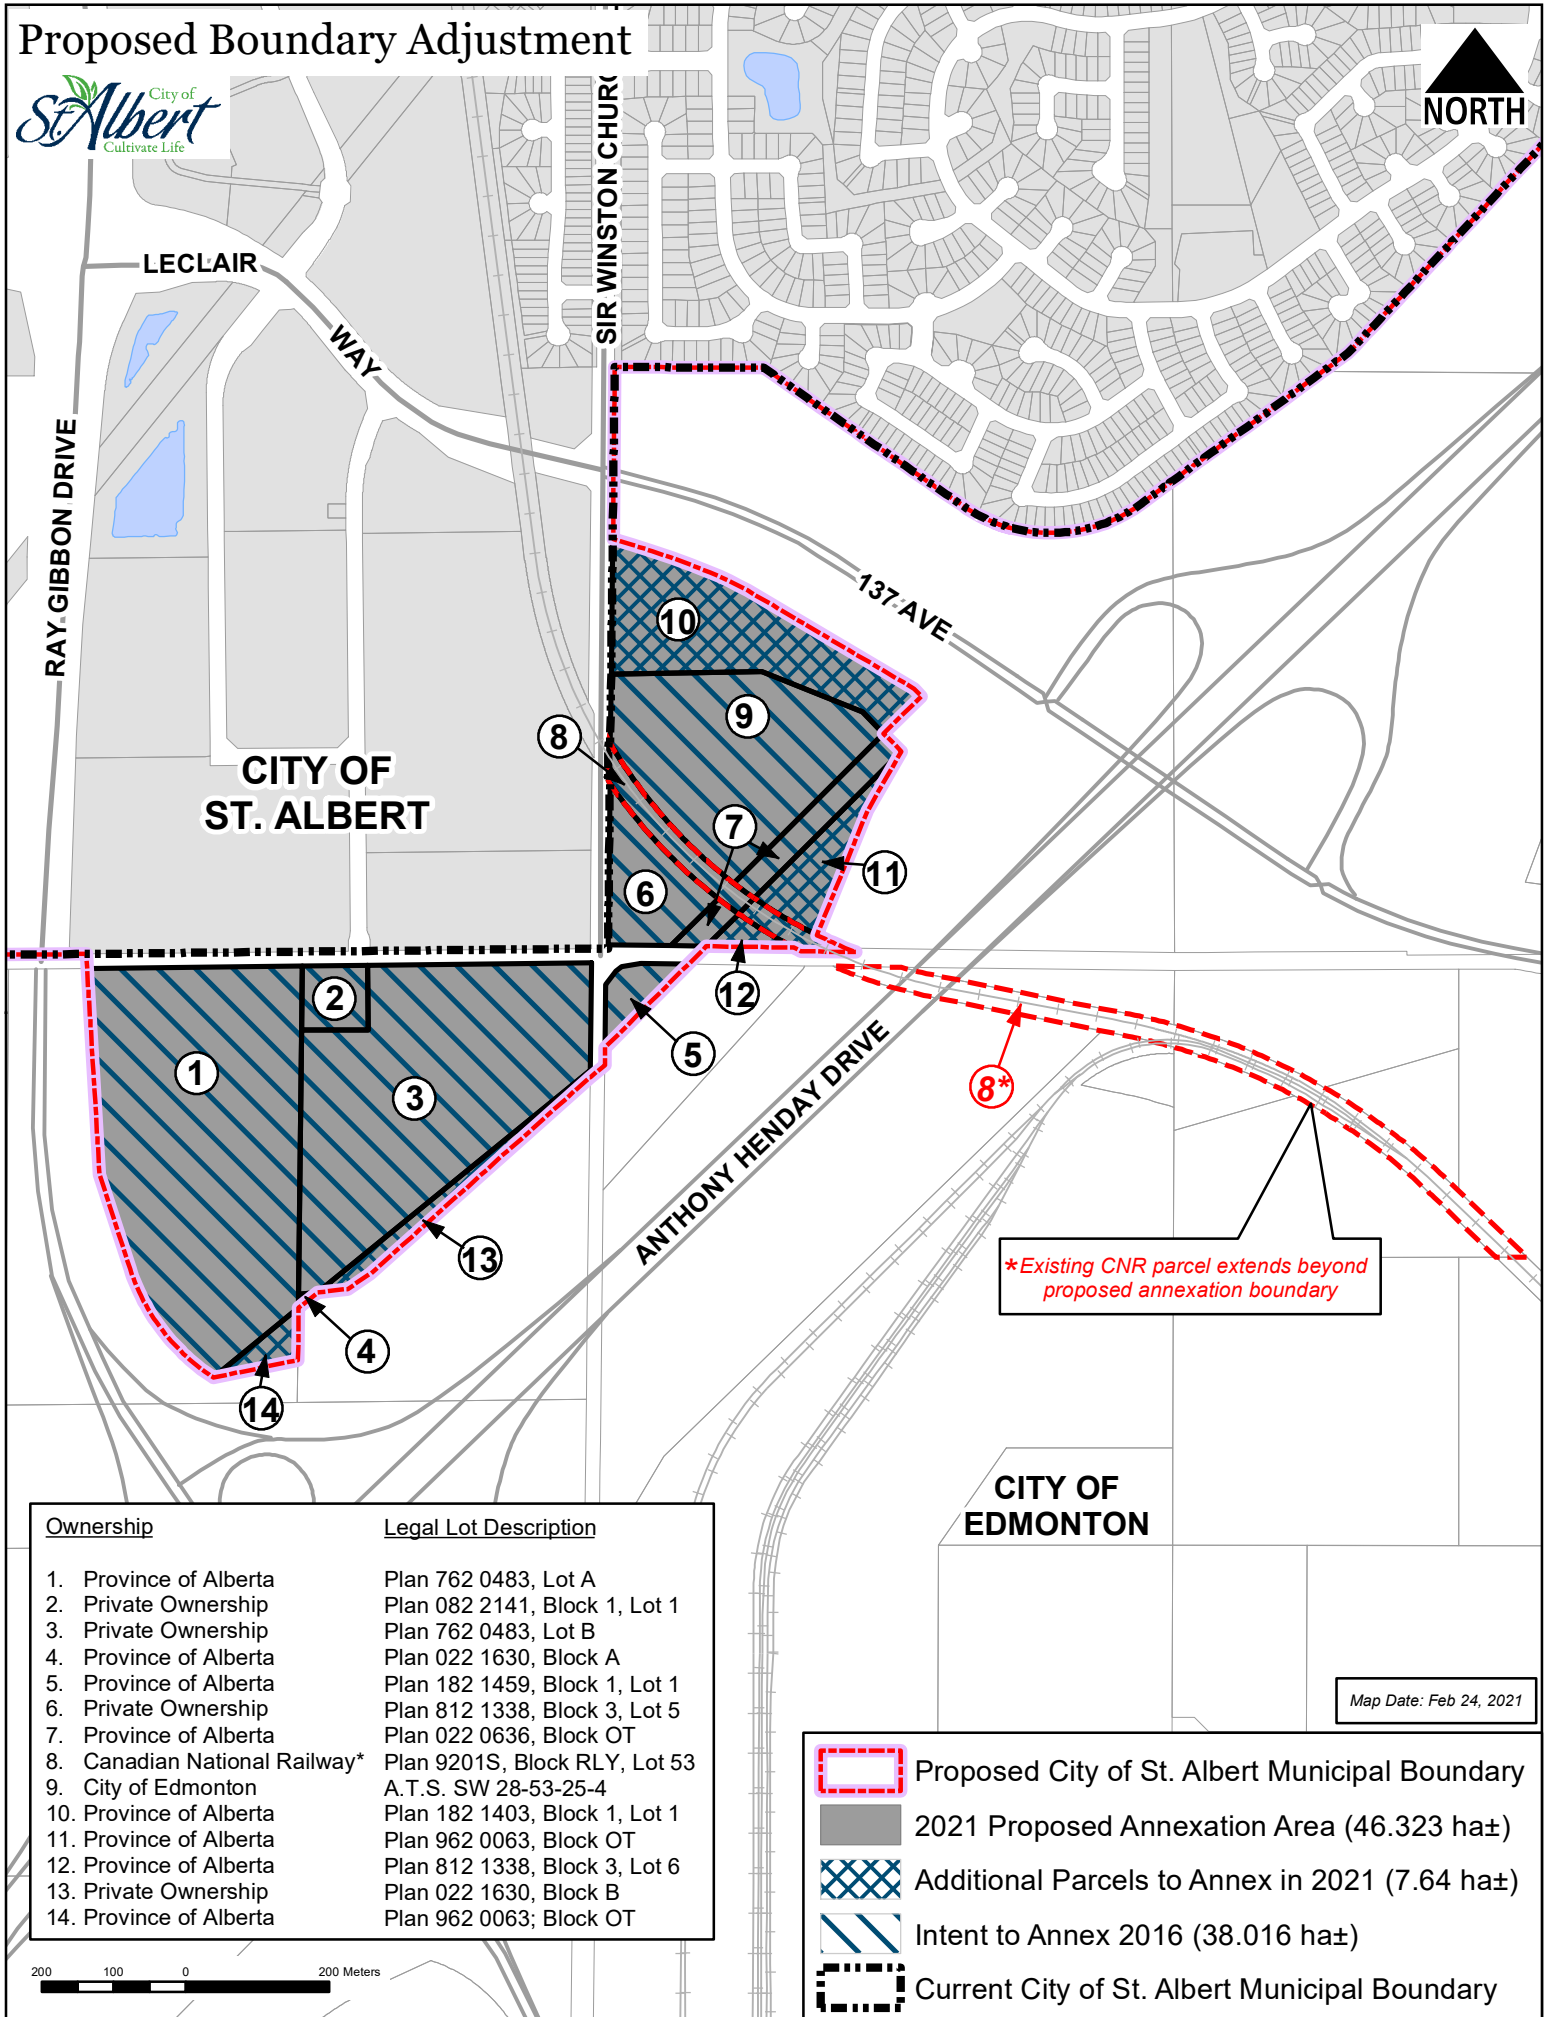 Proposed Boundary Adjustment
City of
St. Albert
Cultivate Life
NORTH
SIR WINSTON CHURC
LECLAIR
WAY
RAY GIBBON DRIVE
137 AVE
10
9
8
7
11
6
CITY OF
ST. ALBERT
12
2
5
1
3
8*
ANTHONY HENDAY DRIVE
13
4
14
*Existing CNR parcel extends beyond
proposed annexation boundary
CITY OF
EDMONTON
Ownership Legal Lot Description
1. Province of Alberta Plan 762 0483, Lot A
2. Private Ownership Plan 082 2141, Block 1, Lot 1
3. Private Ownership Plan 762 0483, Lot B
4. Province of Alberta Plan 022 1630, Block A
5. Province of Alberta Plan 182 1459, Block 1, Lot 1
6. Private Ownership Plan 812 1338, Block 3, Lot 5
7. Province of Alberta Plan 022 0636, Block OT
8. Canadian National Railway* Plan 9201S, Block RLY, Lot 53
9. City of Edmonton A.T.S. SW 28-53-25-4
10. Province of Alberta Plan 182 1403, Block 1, Lot 1
11. Province of Alberta Plan 962 0063, Block OT
12. Province of Alberta Plan 812 1338, Block 3, Lot 6
13. Private Ownership Plan 022 1630, Block B
14. Province of Alberta Plan 962 0063; Block OT
200 100 0 200 Meters
Map Date: Feb 24, 2021
Proposed City of St. Albert Municipal Boundary
2021 Proposed Annexation Area (46.323 ha±)
Additional Parcels to Annex in 2021 (7.64 ha±)
Intent to Annex 2016 (38.016 ha±)
Current City of St. Albert Municipal Boundary